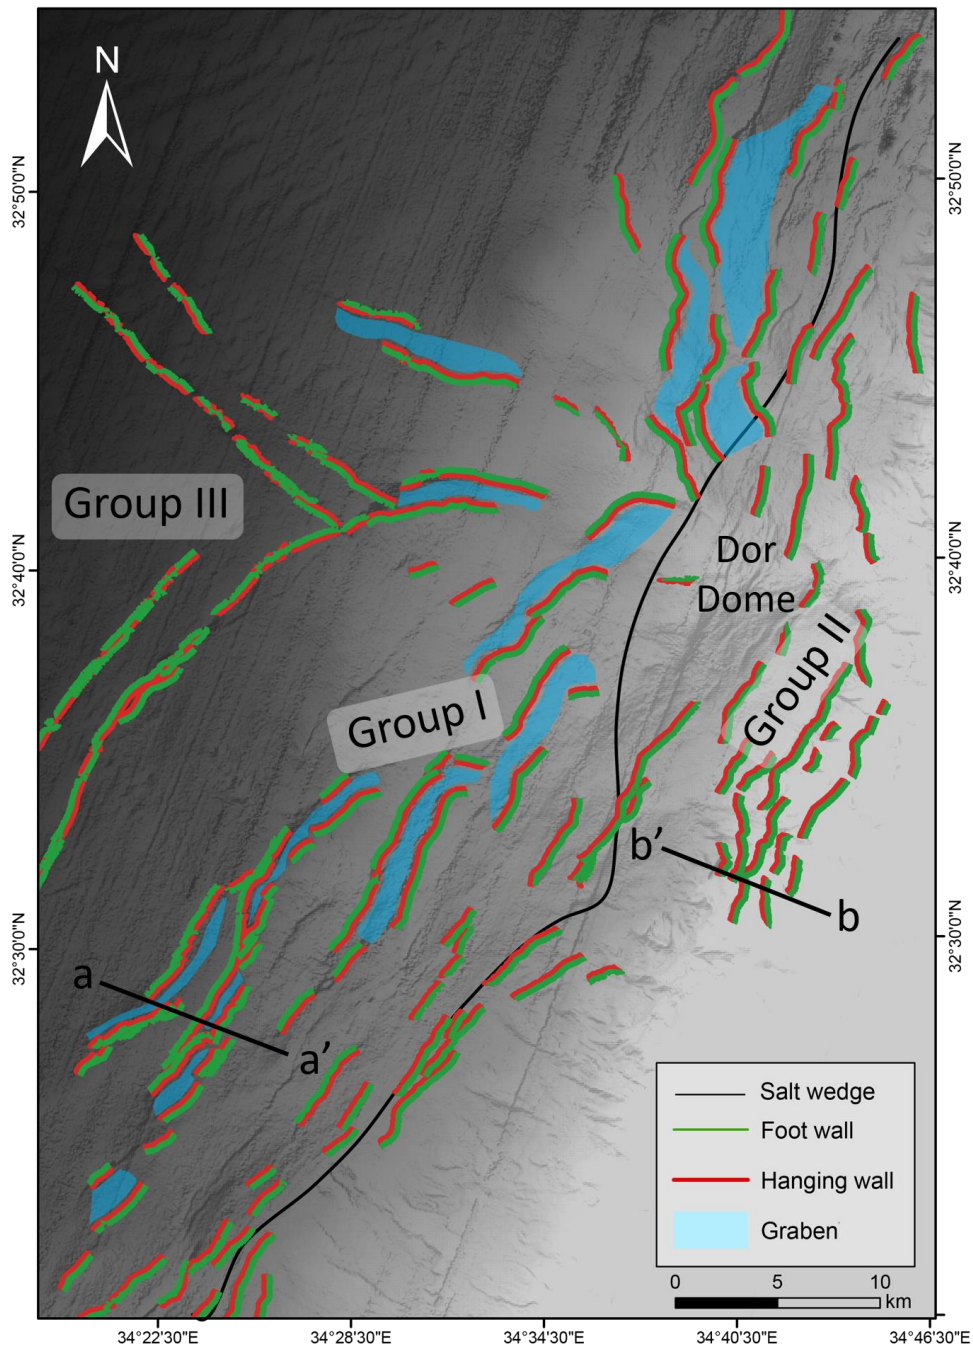 N
32°50'0"N
32°50'0"N
Group III
Dor
Dome
32°40'0"N
32°40'0"N
Group II
Group I
b'
b
32°30'0"N
32°30'0"N
a
a'
Salt wedge
Foot wall
Hanging wall
Graben
0 5 10
km
34°22'30"E 34°28'30"E 34°34'30"E 34°40'30"E 34°46'30"E